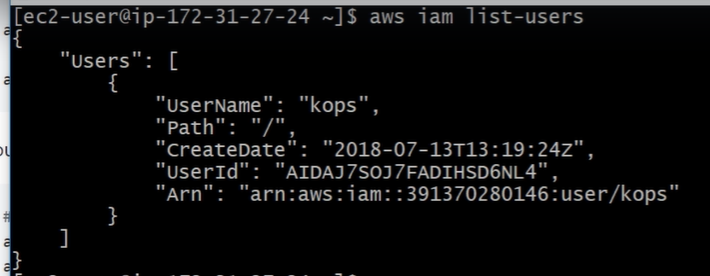 [ec2-user@ip-172-31-27-24 ~]$ aws iam list-users
{
    "Users": [
        {
            "UserName": "kops",
            "Path": "/",
            "CreateDate": "2018-07-13T13:19:24Z",
            "UserId": "AIDAJ7SOJ7FADIHSD6NL4",
            "Arn": "arn:aws:iam::391370280146:user/kops"
        }
    ]
}